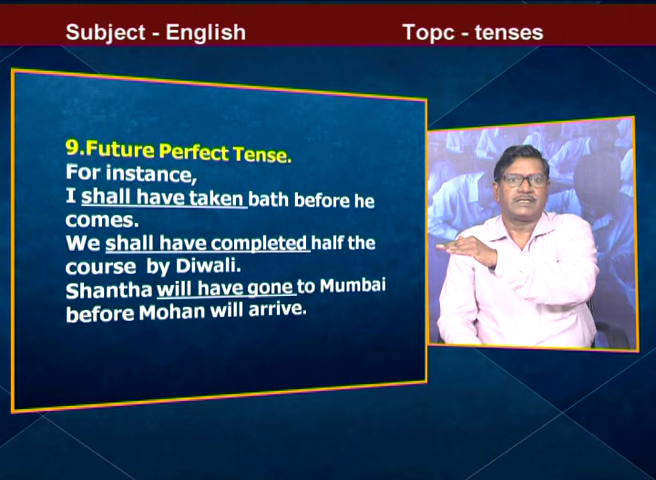 Subject - English
Topc - tenses
9.Future Perfect Tense.
For instance,
I shall have taken bath before he
comes.
We shall have completed half the
course by Diwali.
Shantha will have gone to Mumbai
before Mohan will arrive.